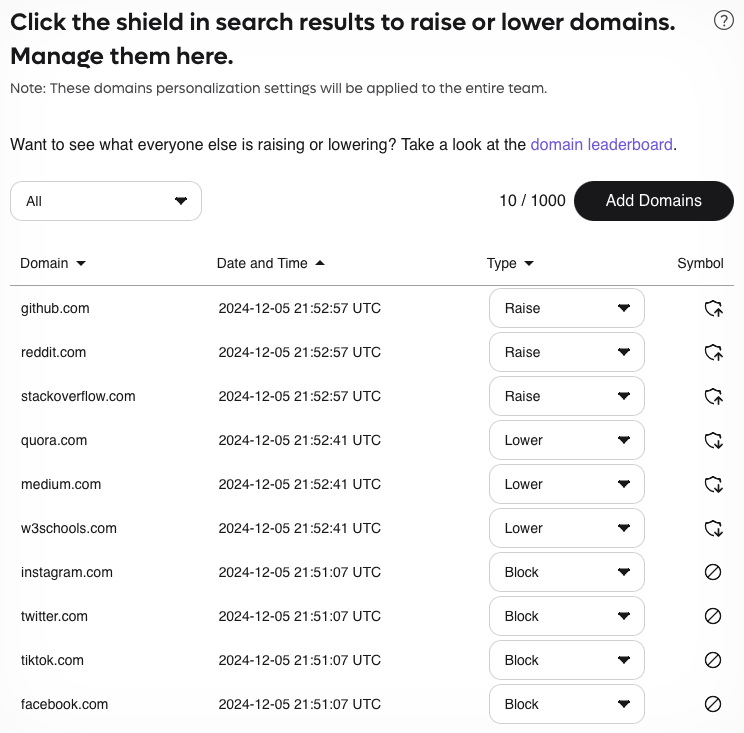 Click the shield in search results to raise or lower domains.
Manage them here.
Note: These domains personalization settings will be applied to the entire team.
Want to see what everyone else is raising or lowering? Take a look at the domain leaderboard.
All 10 / 1000 Add Domains
Domain Date and Time Type Symbol
github.com 2024-12-05 21:52:57 UTC Raise
reddit.com 2024-12-05 21:52:57 UTC Raise
stackoverflow.com 2024-12-05 21:52:57 UTC Raise
quora.com 2024-12-05 21:52:41 UTC Lower
medium.com 2024-12-05 21:52:41 UTC Lower
w3schools.com 2024-12-05 21:52:41 UTC Lower
instagram.com 2024-12-05 21:51:07 UTC Block
twitter.com 2024-12-05 21:51:07 UTC Block
tiktok.com 2024-12-05 21:51:07 UTC Block
facebook.com 2024-12-05 21:51:07 UTC Block